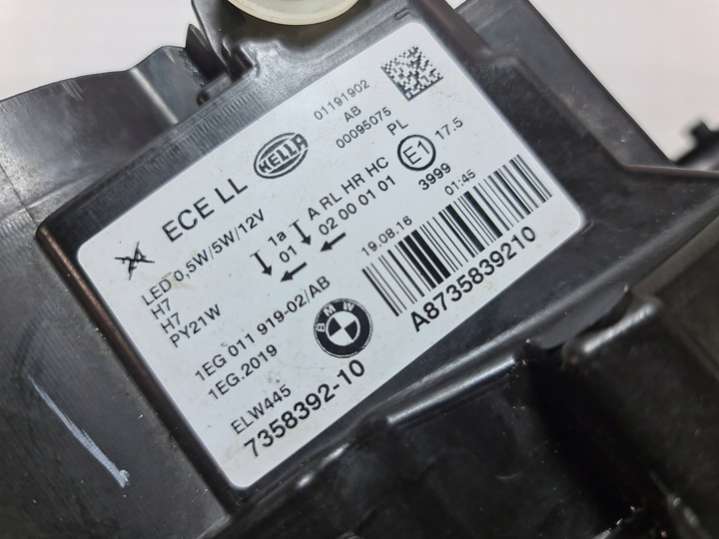 ECE LL
HELLA
01191902
AB
00095075
PL
LED 0,5W/5W/12V
H7
H7
PY21W
1a
01
A RL HR HC
02 00 01 01
E1
17.5
3999
1EG 011 919-02/AB
1EG.2019
BMW
19.08.16
01:45
A8735839210
ELW445
7358392-10